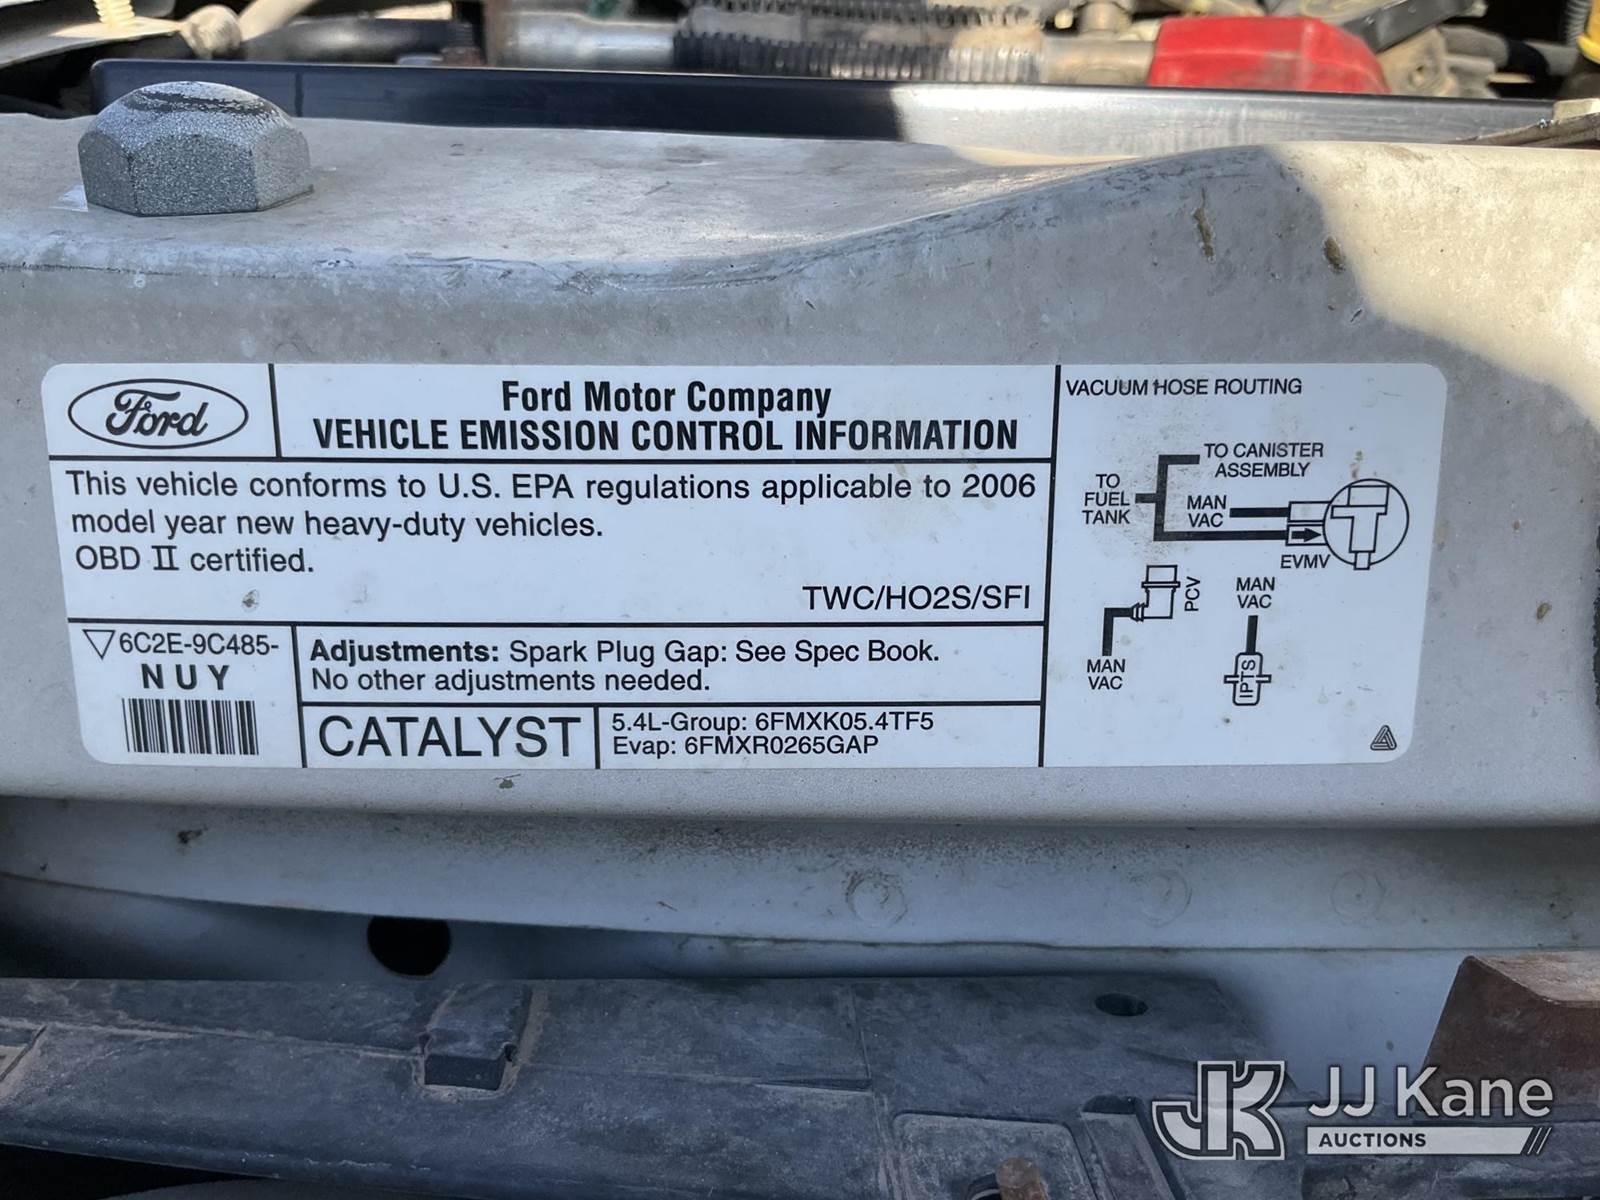 Ford
Ford Motor Company
VEHICLE EMISSION CONTROL INFORMATION
This vehicle conforms to U.S. EPA regulations applicable to 2006
model year new heavy-duty vehicles.
OBD II certified.
TWC/HO2S/SFI
6C2E-9C485-
NUY
Adjustments: Spark Plug Gap: See Spec Book.
No other adjustments needed.
CATALYST
5.4L-Group: 6FMXK05.4TF5
Evap: 6FMXR0265GAP
VACUUM HOSE ROUTING
TO CANISTER
ASSEMBLY
TO
FUEL
TANK
MAN
VAC
EVMV
PCV
MAN
VAC
MAN
VAC
IPTS
JK
JJ Kane
AUCTIONS